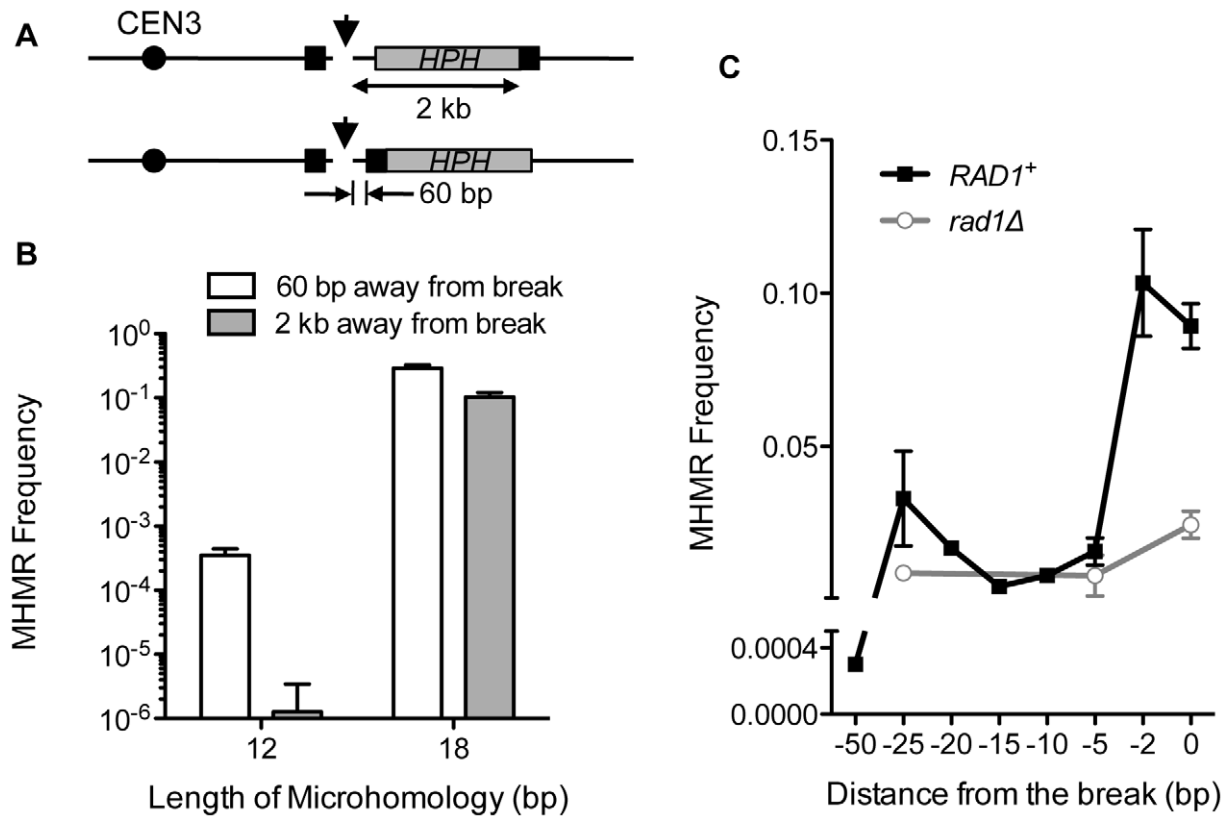 A
CEN3
HPH
2 kb
HPH
60 bp
B
60 bp away from break
2 kb away from break
MHMR Frequency
10^0
10^-1
10^-2
10^-3
10^-4
10^-5
10^-6
12
18
Length of Microhomology (bp)
C
RAD1+
rad1Δ
MHMR Frequency
0.15
0.10
0.05
0.0004
0.0000
-50 -25 -20 -15 -10 -5 -2 0
Distance from the break (bp)